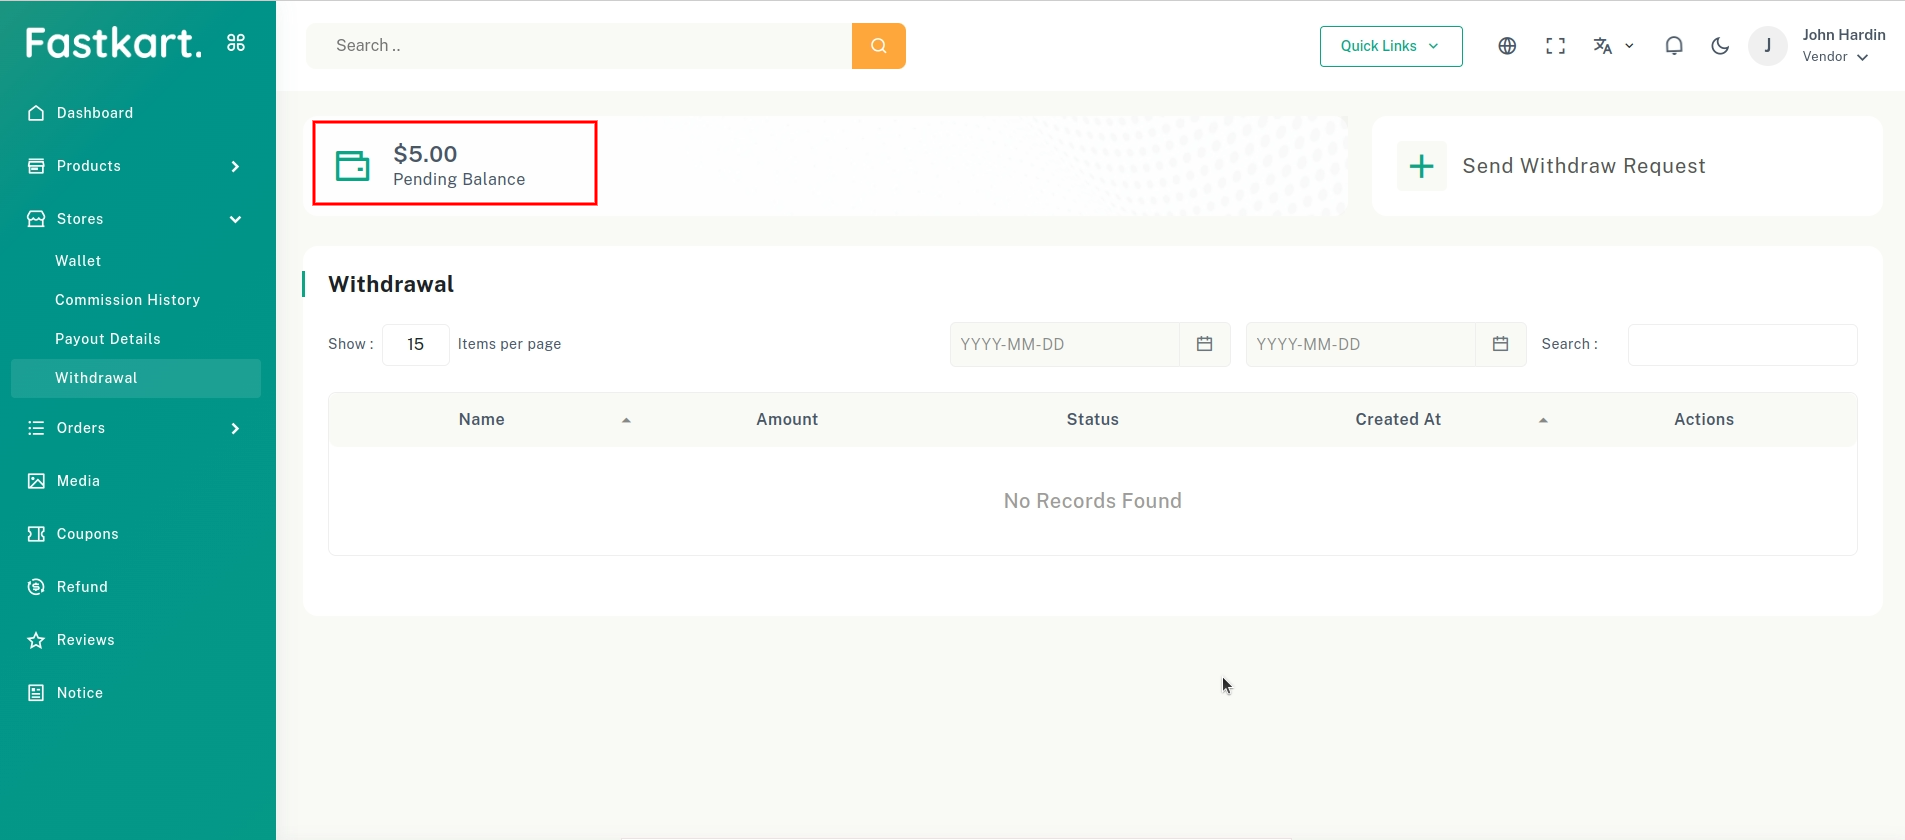 Fastkart.
Search ..
Quick Links
J
John Hardin
Vendor
Dashboard
Products
Stores
Wallet
Commission History
Payout Details
Withdrawal
Orders
Media
Coupons
Refund
Reviews
Notice
$5.00
Pending Balance
Send Withdraw Request
Withdrawal
Show : 15 Items per page
YYYY-MM-DD YYYY-MM-DD Search :
Name Amount Status Created At Actions
No Records Found